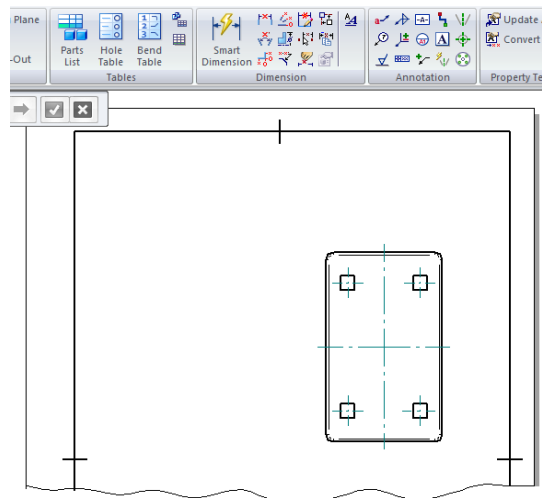 Plane
-Out
Parts
List
Hole
Table
Bend
Table
Tables
Smart
Dimension
Dimension
A
Annotation
Update
Convert
Property Te